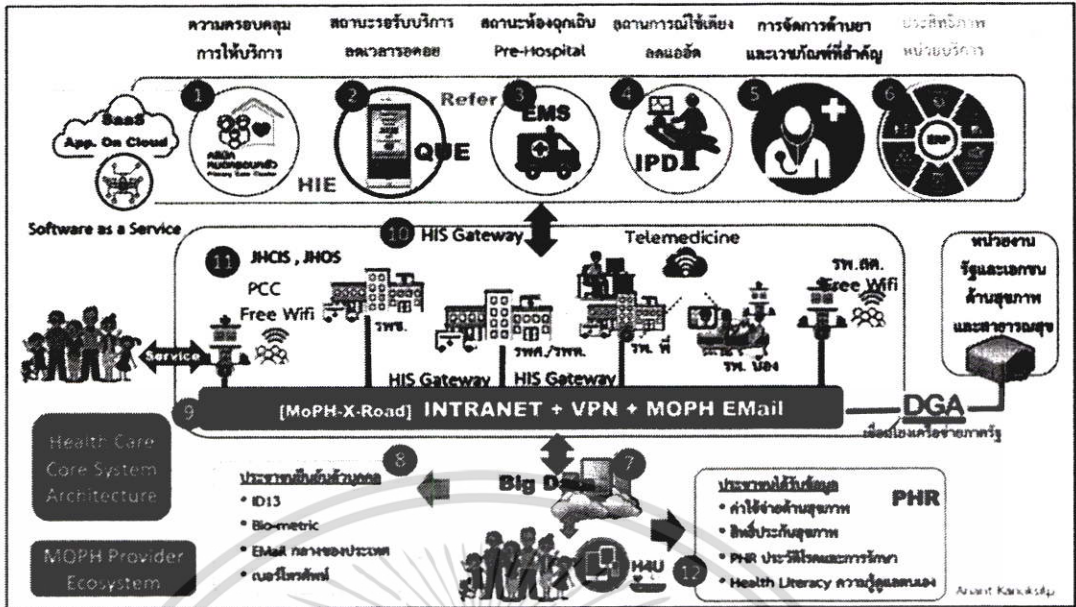 ความครอบคลุม
การให้บริการ
สถานะรอรับบริการ
ลดเวลารอคอย
สถานะห้องฉุกเฉิน
Pre-Hospital
สถานการณ์ใช้เตียง
ลดแออัด
การจัดการด้านยา
และเวชภัณฑ์ที่สำคัญ
ประสิทธิภาพ
หน่วยบริการ
SaaS
App. On Cloud
Software as a Service
1
คลินิก
หมอครอบครัว
Primary Care Cluster
HIE
2
QUE
Refer
3
EMS
4
IPD
5
6
ERP
10 HIS Gateway
11 JHCIS , JHOS
PCC
Free Wifi
Service
รพช.
รพศ./รพท.
Telemedicine
รพ. พี่
รพ. น้อง
รพ.สต.
Free Wifi
หน่วยงาน
รัฐและเอกชน
ด้านสุขภาพ
และสาธารณสุข
HIS Gateway
HIS Gateway
9
[MoPH-X-Road] INTRANET + VPN + MOPH EMail
DGA
เชื่อมโยงเครือข่ายภาครัฐ
Health Care
Core System
Architecture
MOPH Provider
Ecosystem
8
ประชาชนยืนยันตัวบุคคล
• ID13
• Bio-metric
• EMail กลางของประเทศ
• เบอร์โทรศัพท์
Big Data
7
H4U
12
PHR
ประชาชนได้รับข้อมูล
• ค่าใช้จ่ายด้านสุขภาพ
• สิทธิ์ประกันสุขภาพ
• PHR ประวัติโรคและการรักษา
• Health Literacy ความรู้ดูแลตนเอง
Anant Kanoksilp